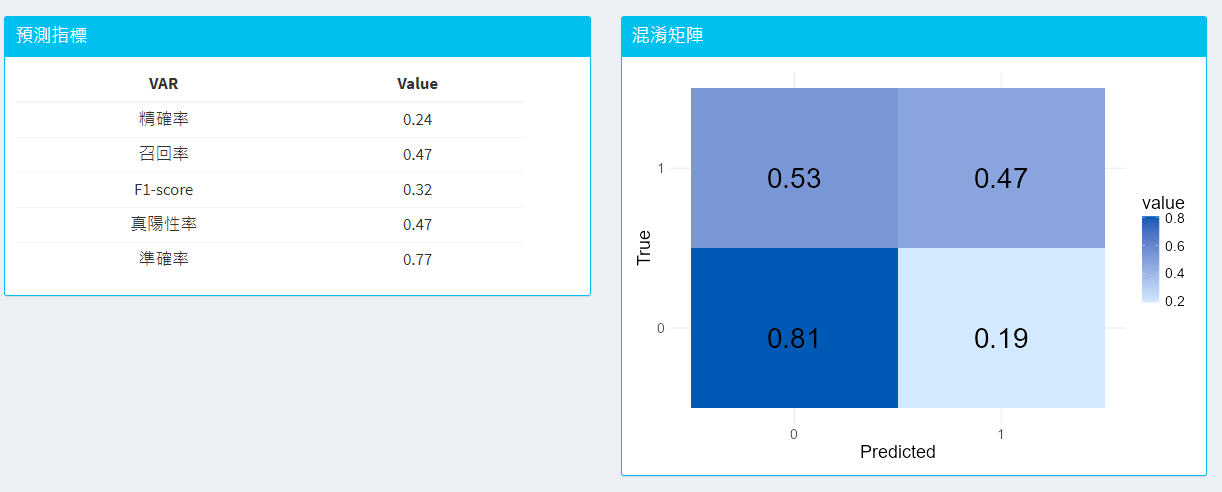 預測指標
VAR Value
精確率 0.24
召回率 0.47
F1-score 0.32
真陽性率 0.47
準確率 0.77
混淆矩陣
1
0.53 0.47
True
0
0.81 0.19
0 1
Predicted
value
0.8
0.6
0.4
0.2